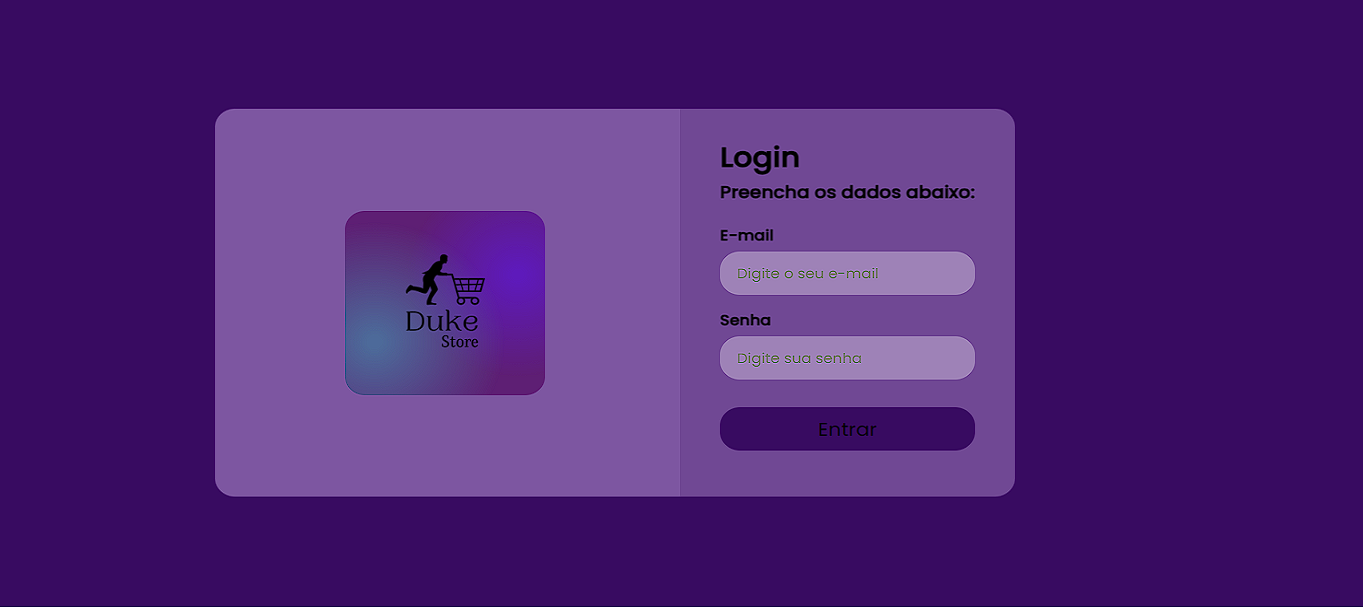 Duke
Store
Login
Preencha os dados abaixo:
E-mail
Digite o seu e-mail
Senha
Digite sua senha
Entrar